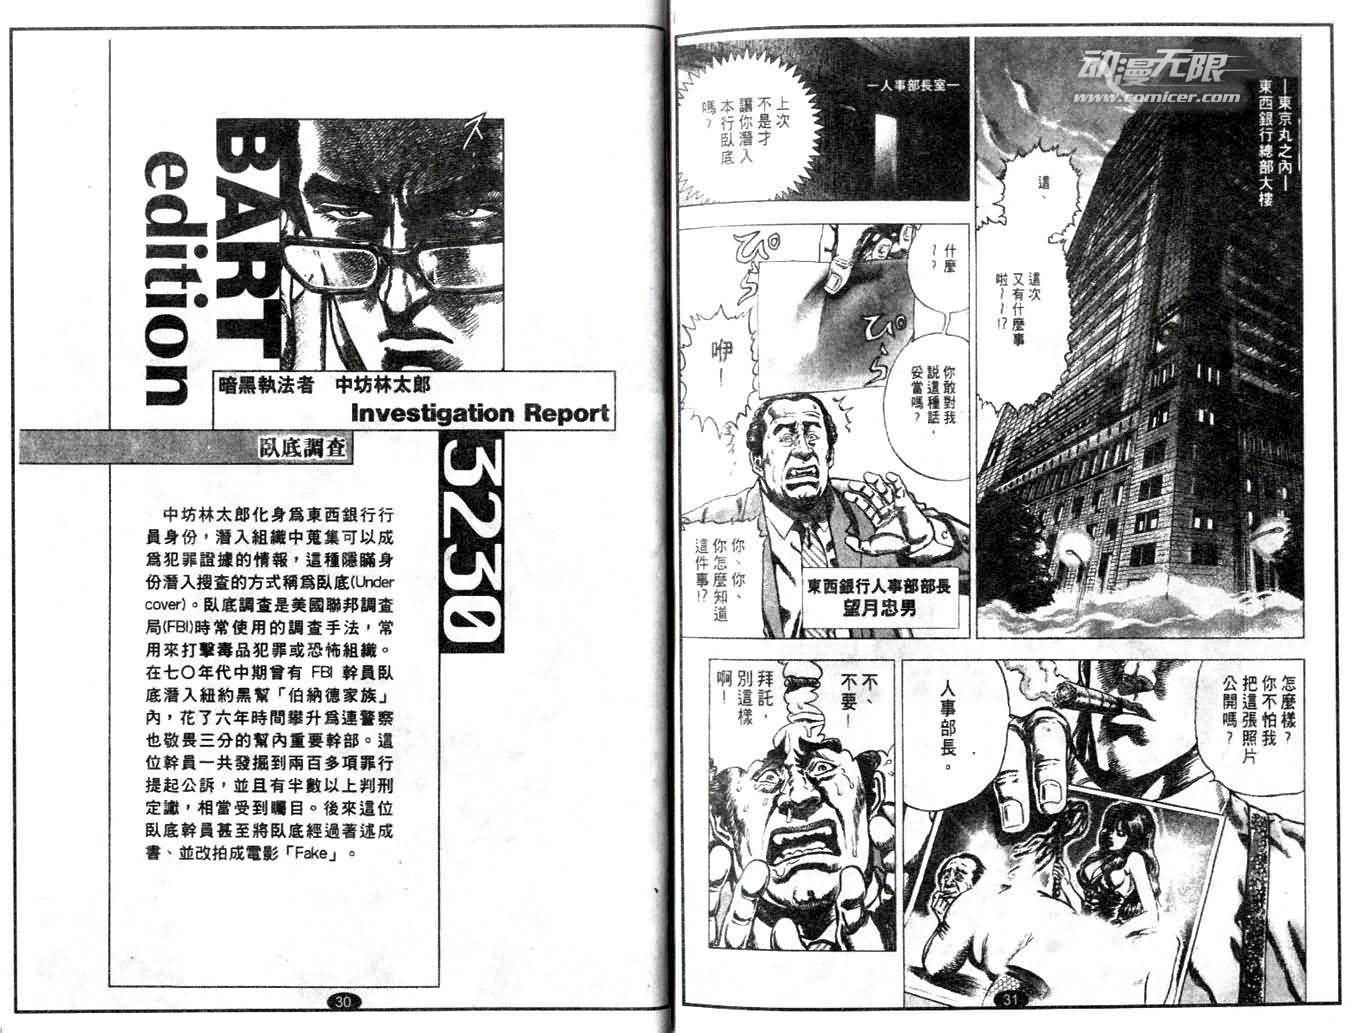 BART
edition
暗黑執法者　中坊林太郎
Investigation Report
臥底調查
3230
中坊林太郎化身爲東西銀行行
員身份，潛入組織中蒐集可以成
爲犯罪證據的情報，這種隱瞞身
份潛入搜查的方式稱爲臥底(Under
cover)。臥底調查是美國聯邦調查
局(FBI)時常使用的調查手法，常
用來打擊毒品犯罪或恐怖組織。
在七〇年代中期曾有 FBI 幹員臥
底潛入紐約黑幫「伯納德家族」
內，花了六年時間攀升爲連警察
也敬畏三分的幫內重要幹部。這
位幹員一共發掘到兩百多項罪行
提起公訴，並且有半數以上判刑
定讞，相當受到矚目。後來這位
臥底幹員甚至將臥底經過著述成
書、並改拍成電影「Fake」。
30
动漫无限
www.comicer.com
—東京丸之內—
東西銀行總部大樓
這、
這次
又有什麼事
啦~~!?
—人事部長室—
上次
不是才
讓你潛入
本行臥底
嗎？
什麼
~？
ぴら
ぴら
你敢對我
說這種話，
妥當嗎？
咿！
你、你、
你怎麼知道
這件事!?
東西銀行人事部部長
望月忠男
怎麼樣？
你不怕我
把這張照片
公開嗎？
人事部長。
不、
不要！
拜託，
別這樣
啊！
31